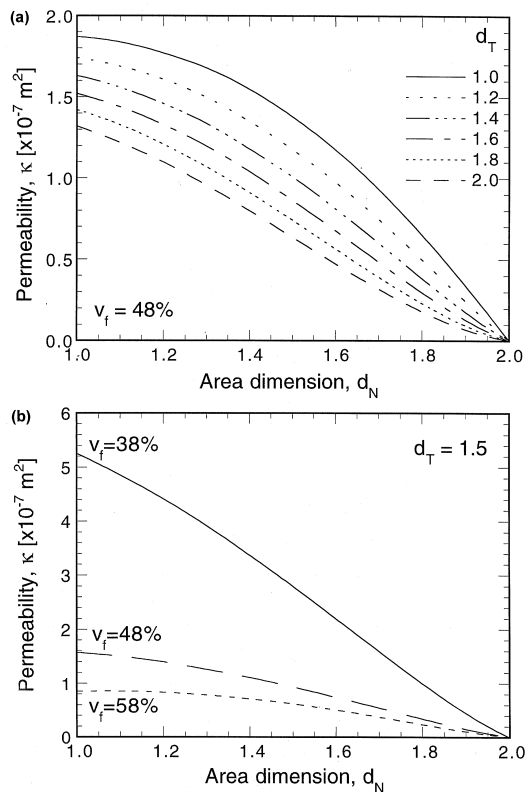 (a)
2.0
1.5
1.0
0.5
0.0
Permeability, κ [x10⁻⁷ m²]
d_T
1.0
1.2
1.4
1.6
1.8
2.0
v_f = 48%
1.0 1.2 1.4 1.6 1.8 2.0
Area dimension, d_N
(b)
6
5
4
3
2
1
0
Permeability, κ [x10⁻⁷ m²]
v_f=38%
d_T = 1.5
v_f=48%
v_f=58%
1.0 1.2 1.4 1.6 1.8 2.0
Area dimension, d_N